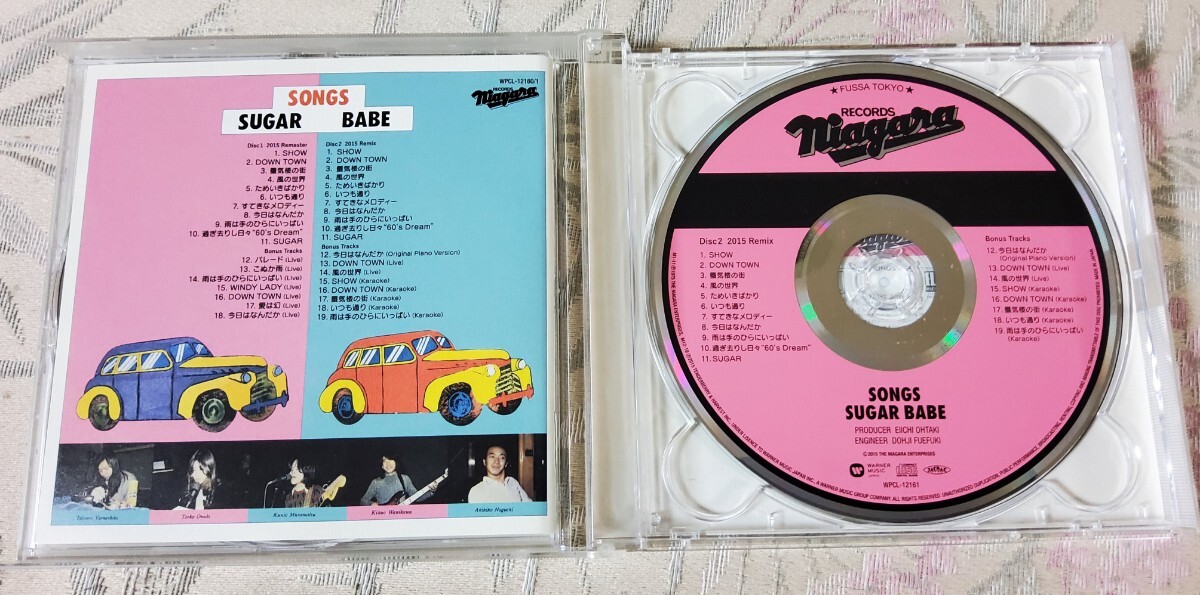 WPCL-12160/1
SONGS
SUGAR BABE
RECORDS
Niagara
Disc1 2015 Remaster
1. SHOW
2. DOWN TOWN
3. 蜃気楼の街
4. 風の世界
5. ためいきばかり
6. いつも通り
7. すてきなメロディー
8. 今日はなんだか
9. 雨は手のひらにいっぱい
10. 過ぎ去りし日々"60's Dream"
11. SUGAR
Bonus Tracks
12. パレード (Live)
13. こぬか雨 (Live)
14. 雨は手のひらにいっぱい (Live)
15. WINDY LADY (Live)
16. DOWN TOWN (Live)
17. 愛は幻 (Live)
18. 今日はなんだか (Live)
Disc2 2015 Remix
1. SHOW
2. DOWN TOWN
3. 蜃気楼の街
4. 風の世界
5. ためいきばかり
6. いつも通り
7. すてきなメロディー
8. 今日はなんだか
9. 雨は手のひらにいっぱい
10. 過ぎ去りし日々"60's Dream"
11. SUGAR
Bonus Tracks
12. 今日はなんだか (Original Piano Version)
13. DOWN TOWN (Live)
14. 風の世界 (Live)
15. SHOW (Karaoke)
16. DOWN TOWN (Karaoke)
17. 蜃気楼の街 (Karaoke)
18. いつも通り (Karaoke)
19. 雨は手のひらにいっぱい (Karaoke)
Tatsuro Yamashita
Taeko Ohnuki
Kunio Muramatsu
Kisao Wanikawa
Akihiko Noguchi
★FUSSA TOKYO★
RECORDS
Niagara
Disc2 2015 Remix
1. SHOW
2. DOWN TOWN
3. 蜃気楼の街
4. 風の世界
5. ためいきばかり
6. いつも通り
7. すてきなメロディー
8. 今日はなんだか
9. 雨は手のひらにいっぱい
10. 過ぎ去りし日々"60's Dream"
11. SUGAR
Bonus Tracks
12. 今日はなんだか
(Original Piano Version)
13. DOWN TOWN (Live)
14. 風の世界 (Live)
15. SHOW (Karaoke)
16. DOWN TOWN (Karaoke)
17. 蜃気楼の街 (Karaoke)
18. いつも通り (Karaoke)
19. 雨は手のひらにいっぱい
(Karaoke)
SONGS
SUGAR BABE
PRODUCER EIICHI OHTAKI
ENGINEER DOHJI FUEFUKI
©2015 THE NIAGARA ENTERPRISES
WARNER MUSIC
JAPAN
WPCL-12161